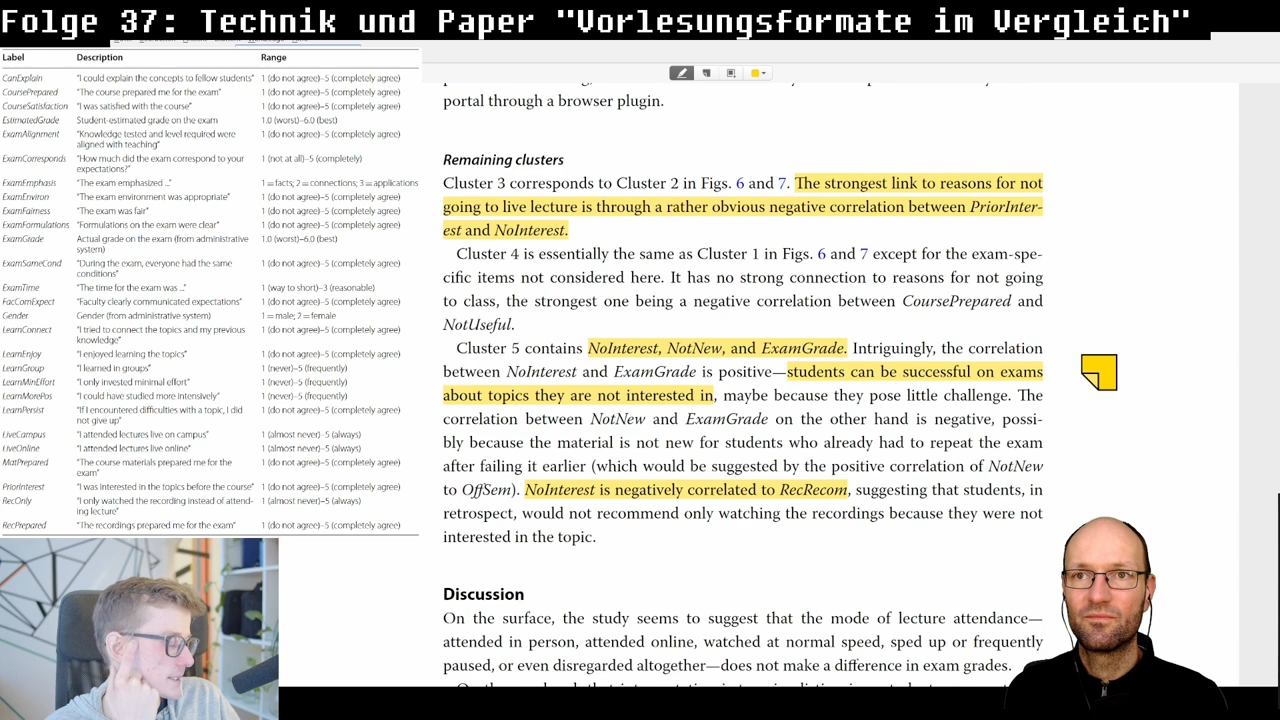 Folge 37: Technik und Paper "Vorlesungsformate im Vergleich"
Label Description Range
CanExplain "I could explain the concepts to fellow students" 1 (do not agree)–5 (completely agree)
CoursePrepared "The course prepared me for the exam" 1 (do not agree)–5 (completely agree)
CourseSatisfaction "I was satisfied with the course" 1 (do not agree)–5 (completely agree)
EstimatedGrade Student-estimated grade on the exam 1.0 (worst)–6.0 (best)
ExamAlignment "Knowledge tested and level required were 1 (do not agree)–5 (completely agree)
aligned with teaching"
ExamCorresponds "How much did the exam correspond to your 1 (not at all)–5 (completely)
expectations?"
ExamEmphasis "The exam emphasized ..." 1 = facts; 2 = connections; 3 = applications
ExamEnviron "The exam environment was appropriate" 1 (do not agree)–5 (completely agree)
ExamFairness "The exam was fair" 1 (do not agree)–5 (completely agree)
ExamFormulations "Formulations on the exam were clear" 1 (do not agree)–5 (completely agree)
ExamGrade Actual grade on the exam (from administrative 1.0 (worst)–6.0 (best)
system)
ExamSameCond "During the exam, everyone had the same 1 (do not agree)–5 (completely agree)
conditions"
ExamTime "The time for the exam was ..." 1 (way to short)–3 (reasonable)
FacComExpect "Faculty clearly communicated expectations" 1 (do not agree)–5 (completely agree)
Gender Gender (from administrative system) 1 = male; 2 = female
LearnConnect "I tried to connect the topics and my previous 1 (do not agree)–5 (completely agree)
knowledge"
LearnEnjoy "I enjoyed learning the topics" 1 (do not agree)–5 (completely agree)
LearnGroup "I learned in groups" 1 (never)–5 (frequently)
LearnMinEffort "I only invested minimal effort" 1 (never)–5 (frequently)
LearnMorePos "I could have studied more intensively" 1 (never)–5 (frequently)
LearnPersist "If I encountered difficulties with a topic, I did 1 (do not agree)–5 (completely agree)
not give up"
LiveCampus "I attended lectures live on campus" 1 (almost never)–5 (always)
LiveOnline "I attended lectures live online" 1 (almost never)–5 (always)
MatPrepared "The course materials prepared me for the 1 (do not agree)–5 (completely agree)
exam"
PriorInterest "I was interested in the topics before the course" 1 (do not agree)–5 (completely agree)
RecOnly "I only watched the recording instead of attend- 1 (almost never)–5 (always)
ing lecture"
RecPrepared "The recordings prepared me for the exam" 1 (do not agree)–5 (completely agree)
portal through a browser plugin.
Remaining clusters
Cluster 3 corresponds to Cluster 2 in Figs. 6 and 7. The strongest link to reasons for not
going to live lecture is through a rather obvious negative correlation between PriorInter-
est and NoInterest.
Cluster 4 is essentially the same as Cluster 1 in Figs. 6 and 7 except for the exam-spe-
cific items not considered here. It has no strong connection to reasons for not going
to class, the strongest one being a negative correlation between CoursePrepared and
NotUseful.
Cluster 5 contains NoInterest, NotNew, and ExamGrade. Intriguingly, the correlation
between NoInterest and ExamGrade is positive—students can be successful on exams
about topics they are not interested in, maybe because they pose little challenge. The
correlation between NotNew and ExamGrade on the other hand is negative, possi-
bly because the material is not new for students who already had to repeat the exam
after failing it earlier (which would be suggested by the positive correlation of NotNew
to OffSem). NoInterest is negatively correlated to RecRecom, suggesting that students, in
retrospect, would not recommend only watching the recordings because they were not
interested in the topic.
Discussion
On the surface, the study seems to suggest that the mode of lecture attendance—
attended in person, attended online, watched at normal speed, sped up or frequently
paused, or even disregarded altogether—does not make a difference in exam grades.